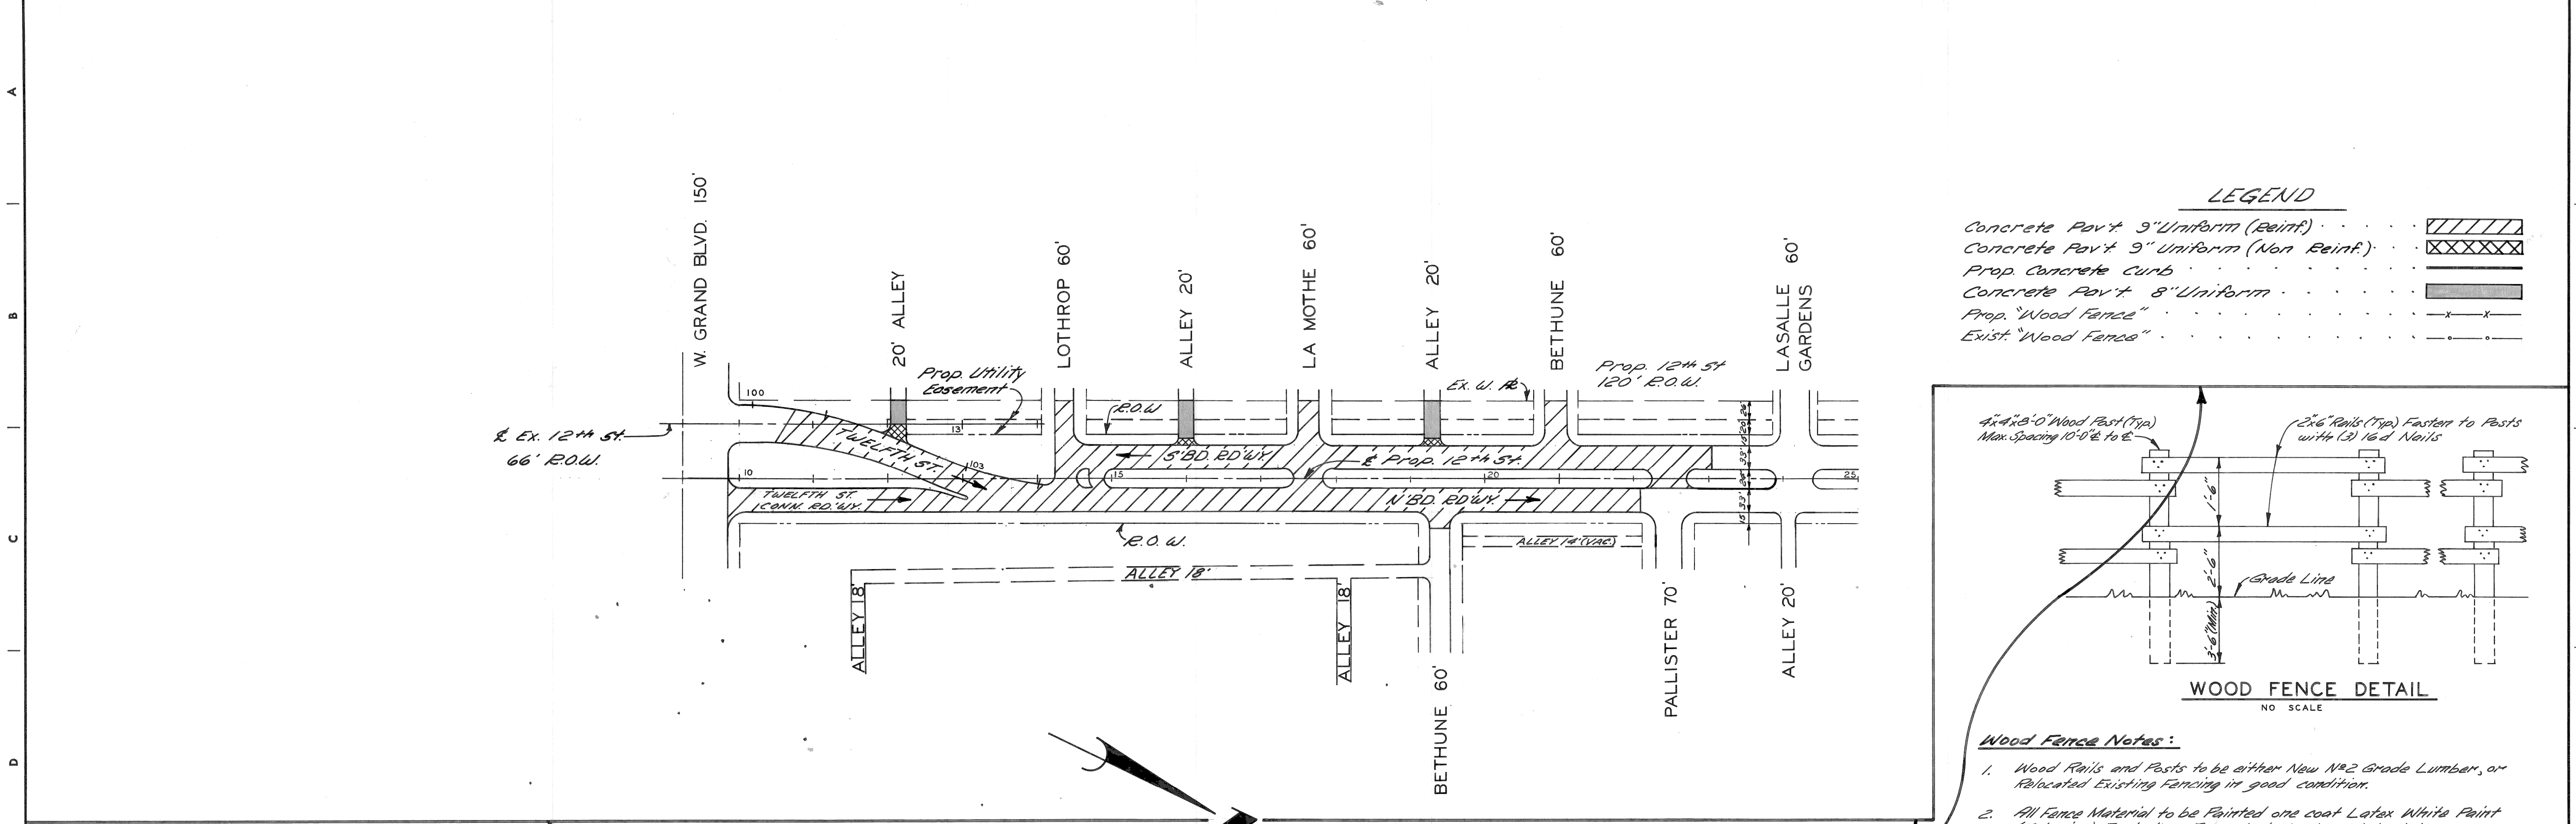 A
B
C
D
W. GRAND BLVD. 150'
20' ALLEY
LOTHROP 60'
ALLEY 20'
LA MOTHE 60'
ALLEY 20'
BETHUNE 60'
LASALLE
GARDENS 60'
Prop. Utility
Easement
R.O.W
Ex. W. ⅊
Prop. 12th St
120' R.O.W.
℄ Ex. 12th St.
66' R.O.W.
100
13
103
TWELFTH ST.
10
15
20
25
S'BD. RD'WY.
℄ Prop. 12th St.
TWELFTH ST.
CONN. RD.'WY.
N'BD. RD'WY.
26'
20'
15'
33'
24'
33'
15'
R.O.W.
ALLEY 14' (VAC.)
ALLEY 18'
ALLEY 18'
ALLEY 18'
BETHUNE 60'
PALLISTER 70'
ALLEY 20'
LEGEND
Concrete Pav't. 9" Uniform (Reinf.)
Concrete Pav't. 9" Uniform (Non Reinf.)
Prop. Concrete Curb
Concrete Pav't. 8" Uniform
Prop. "Wood Fence" x x
Exist. "Wood Fence"
4"x4"x8'-0" Wood Post (Typ.)
Max. Spacing 10'-0" ℄ to ℄
2"x6" Rails (Typ.) Fasten to Posts
with (3) 16d Nails
1'-6"
2'-6"
Grade Line
3'-6" (Min)
WOOD FENCE DETAIL
NO SCALE
Wood Fence Notes:
1. Wood Rails and Posts to be either New Nº2 Grade Lumber, or
Relocated Existing Fencing in good condition.
2. All Fence Material to be Painted one coat Latex White Paint